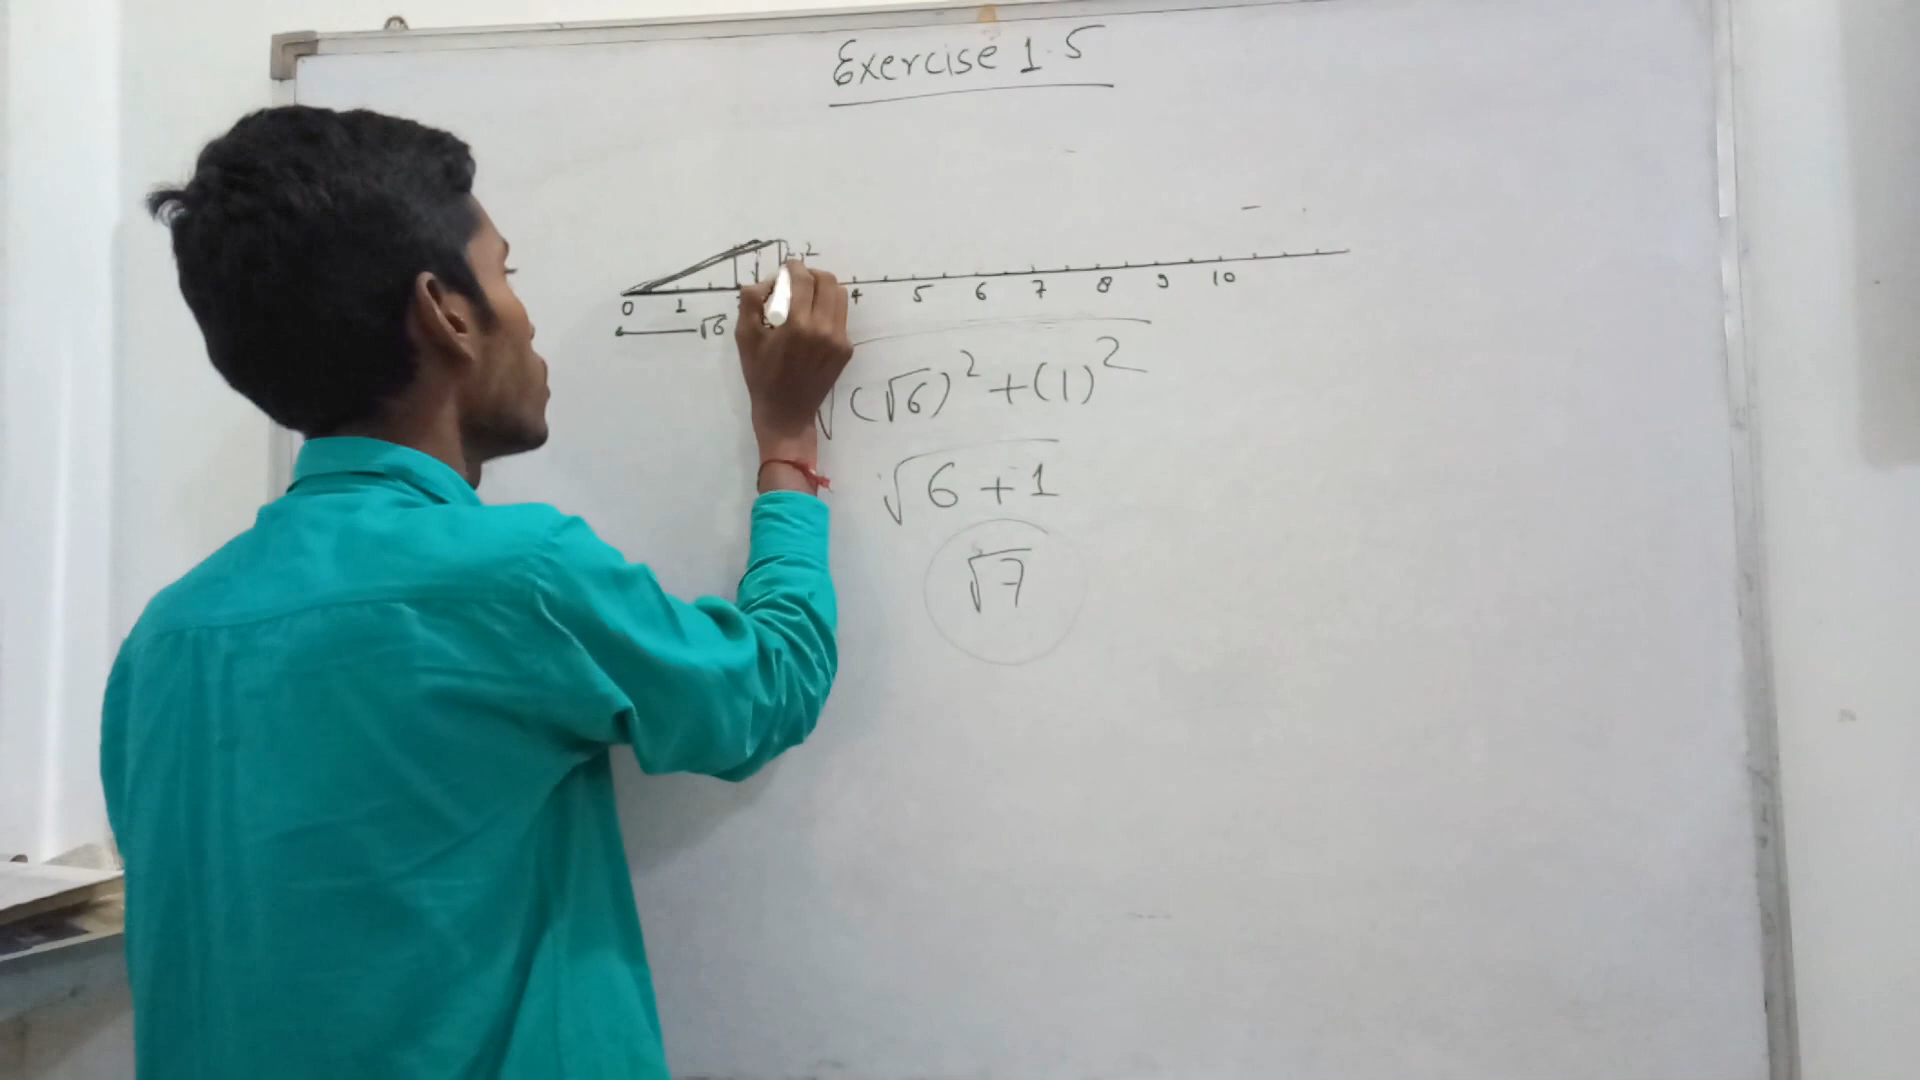 Exercise 1.5
0 1 4 5 6 7 8 9 10
√6
√(√6)² + (1)²
√6 + 1
√7